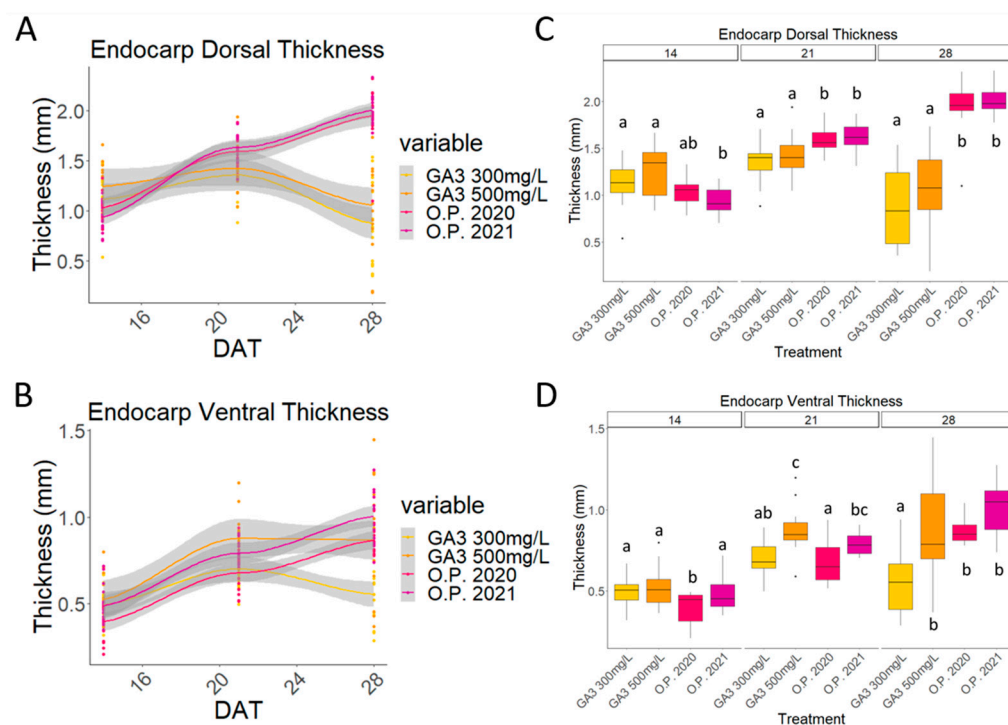 A
Endocarp Dorsal Thickness
Thickness (mm)
2.0
1.5
1.0
0.5
16
20
24
28
DAT
variable
GA3 300mg/L
GA3 500mg/L
O.P. 2020
O.P. 2021
B
Endocarp Ventral Thickness
Thickness (mm)
1.5
1.0
0.5
16
20
24
28
DAT
variable
GA3 300mg/L
GA3 500mg/L
O.P. 2020
O.P. 2021
C
Endocarp Dorsal Thickness
14 21 28
Thickness (mm)
2.0
1.5
1.0
0.5
a a ab b
a a b b
a a b b
GA3 300mg/L GA3 500mg/L O.P. 2020 O.P. 2021 GA3 300mg/L GA3 500mg/L O.P. 2020 O.P. 2021 GA3 300mg/L GA3 500mg/L O.P. 2020 O.P. 2021
Treatment
D
Endocarp Ventral Thickness
14 21 28
Thickness (mm)
1.5
1.0
0.5
a a b a
ab c a bc
a b b b
GA3 300mg/L GA3 500mg/L O.P. 2020 O.P. 2021 GA3 300mg/L GA3 500mg/L O.P. 2020 O.P. 2021 GA3 300mg/L GA3 500mg/L O.P. 2020 O.P. 2021
Treatment